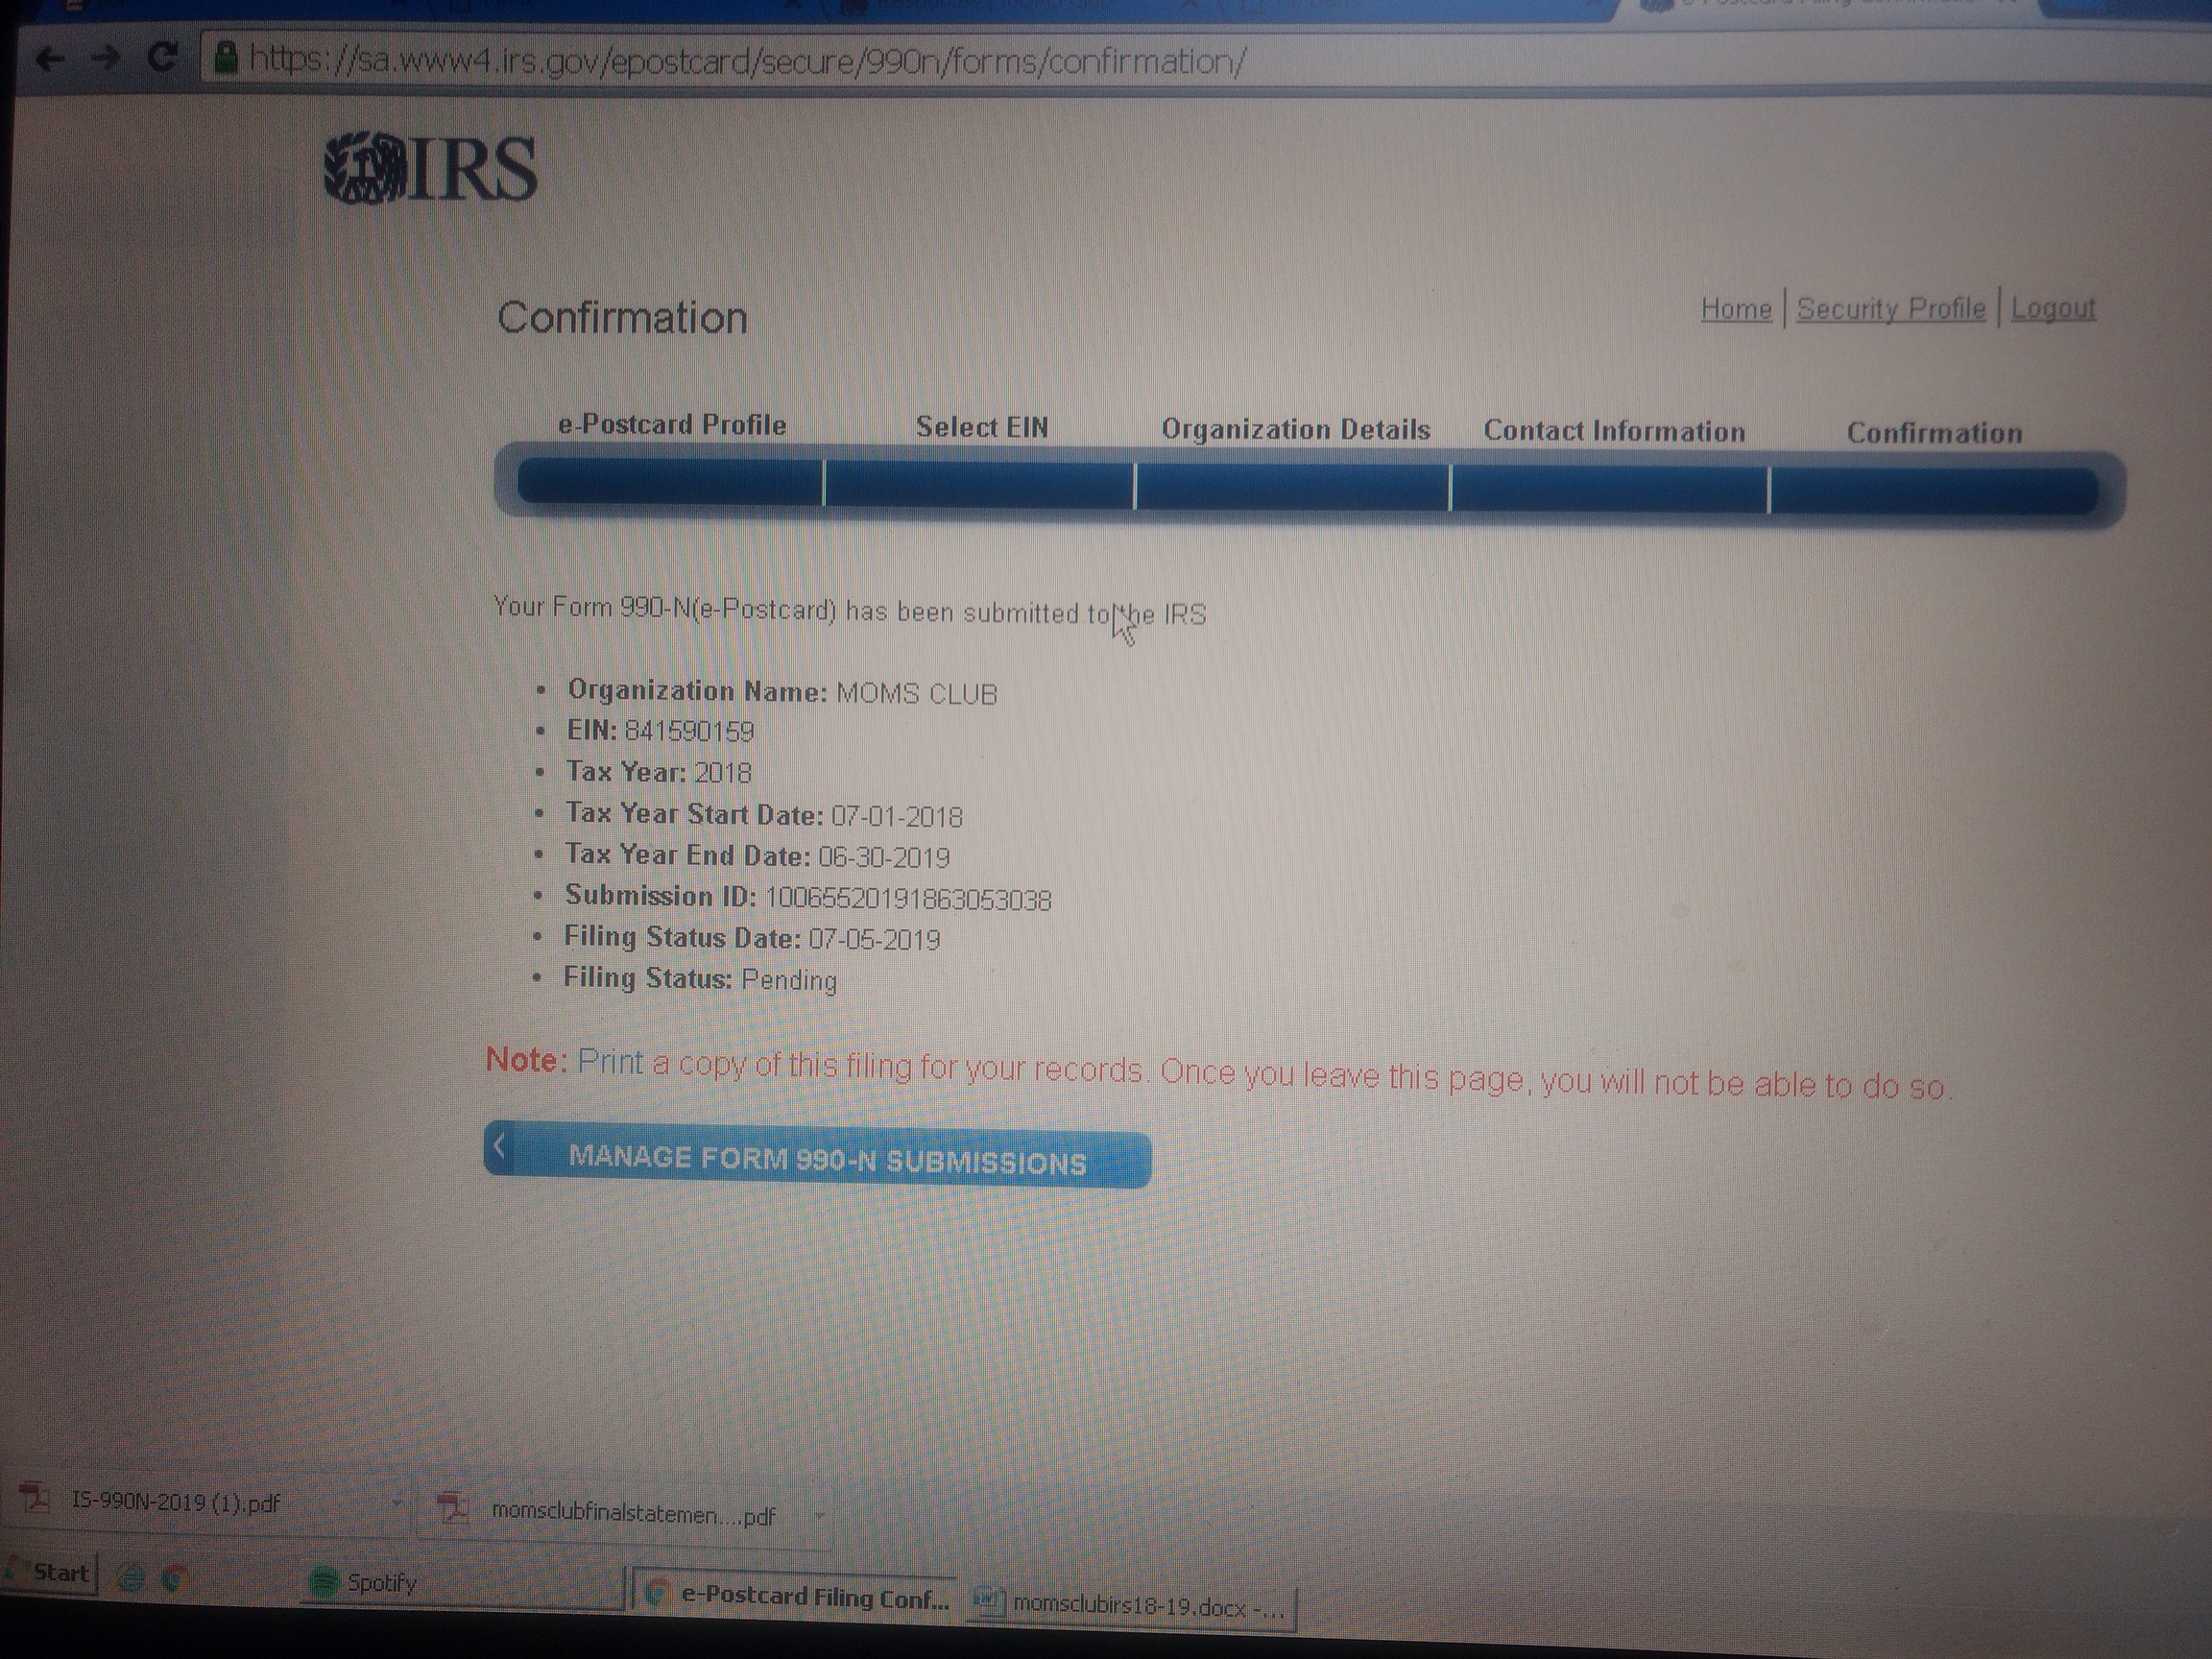 https://sa.www4.irs.gov/epostcard/secure/990n/forms/confirmation/
IRS
Confirmation
Home | Security Profile | Logout
e-Postcard Profile Select EIN Organization Details Contact Information Confirmation
Your Form 990-N(e-Postcard) has been submitted to the IRS
• Organization Name: MOMS CLUB
• EIN: 841590159
• Tax Year: 2018
• Tax Year Start Date: 07-01-2018
• Tax Year End Date: 06-30-2019
• Submission ID: 10065520191863053038
• Filing Status Date: 07-05-2019
• Filing Status: Pending
Note: Print a copy of this filing for your records. Once you leave this page, you will not be able to do so.
MANAGE FORM 990-N SUBMISSIONS
IS-990N-2019 (1).pdf momsclubfinalstatemen....pdf
Start Spotify e-Postcard Filing Conf... momsclubirs18-19.docx -...